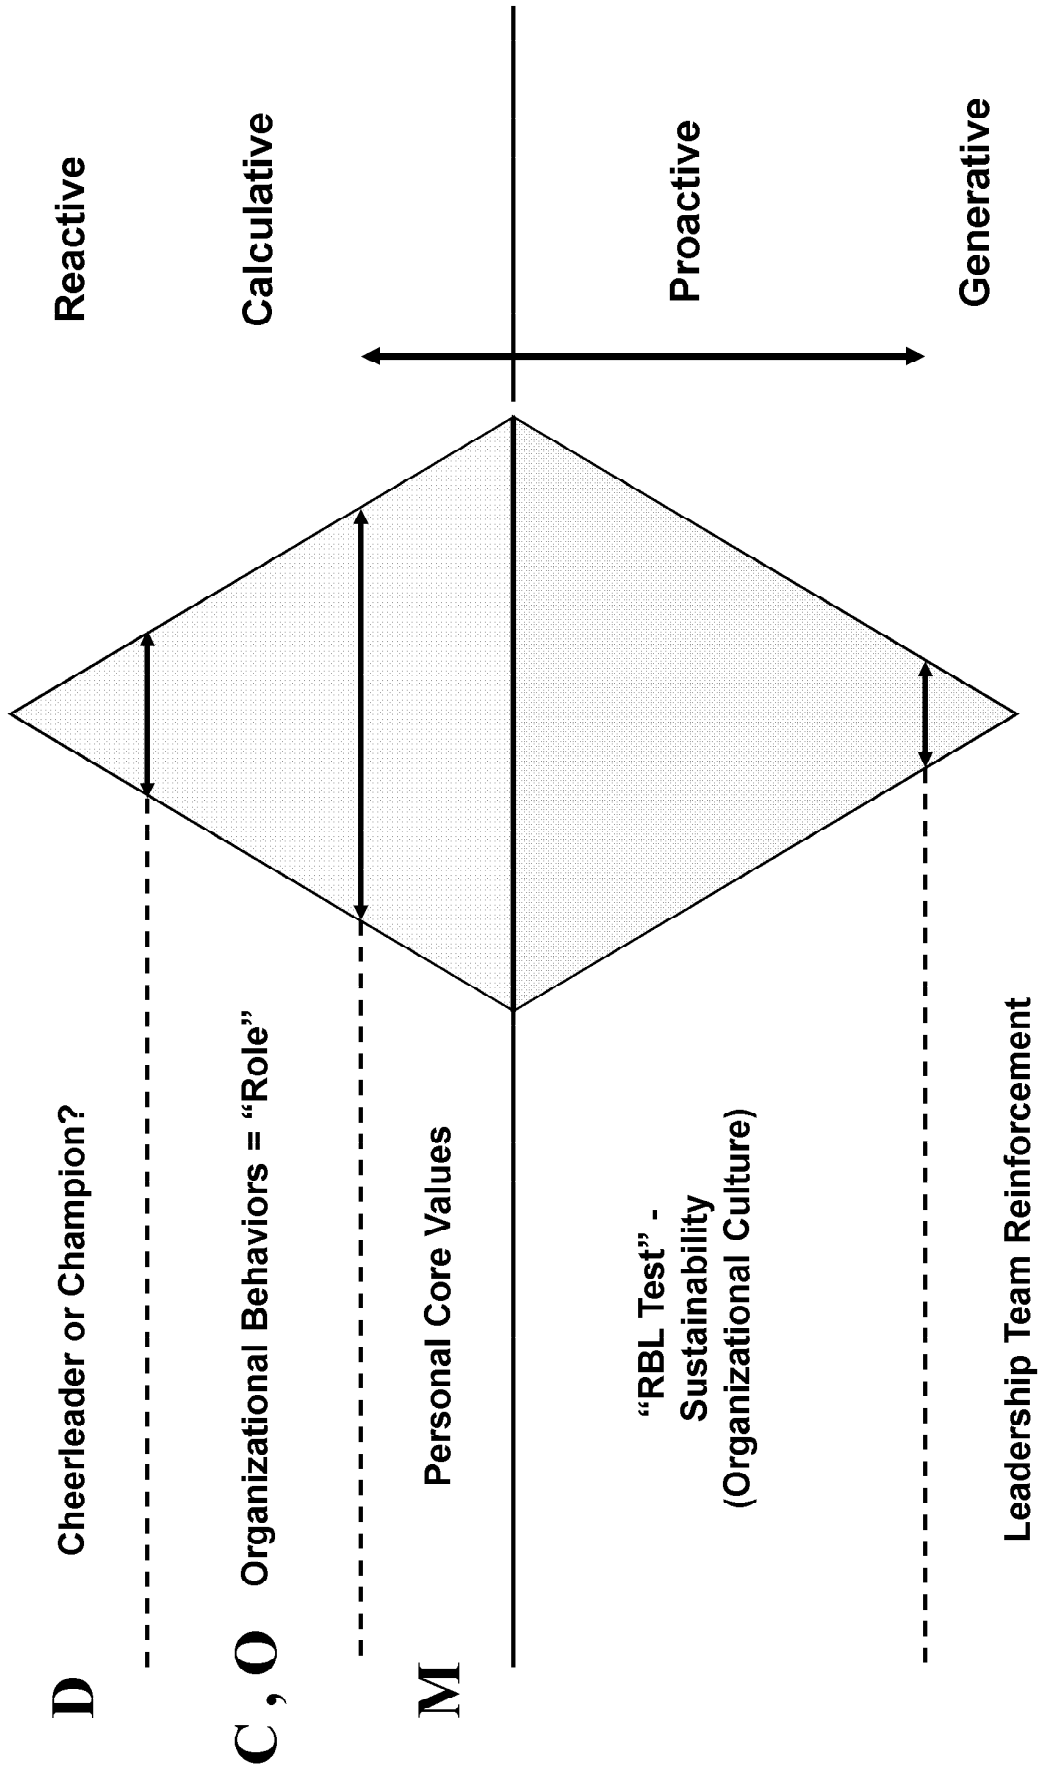 D
Cheerleader or Champion?
Reactive
C , O
Organizational Behaviors = “Role”
Calculative
M
Personal Core Values
“RBL Test” -
Sustainability
(Organizational Culture)
Proactive
Leadership Team Reinforcement
Generative